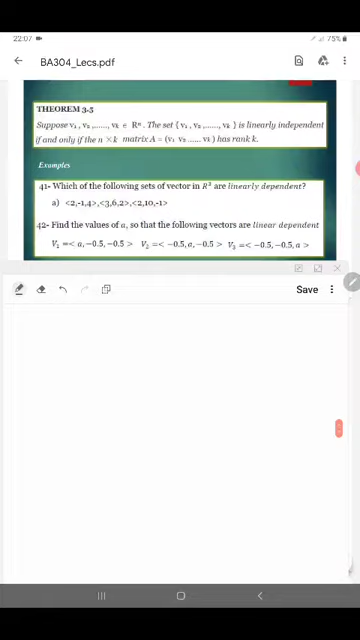 22:07
75%
BA304_Lecs.pdf
THEOREM 3.5
Suppose v₁ , v₂ ,......, vₖ ∈ Rⁿ. The set { v₁ , v₂ ,......, vₖ } is linearly independent
if and only if the n ×k matrix A = (v₁ v₂ ..... vₖ ) has rank k.
Examples
41- Which of the following sets of vector in R³ are linearly dependent?
a) <2,-1,4>,<3,6,2>,<2,10,-1>
42- Find the values of a, so that the following vectors are linear dependent
V₁ =< a, −0.5, −0.5 > V₂ =< −0.5, a, −0.5 > V₃ =< −0.5, −0.5, a >
Save